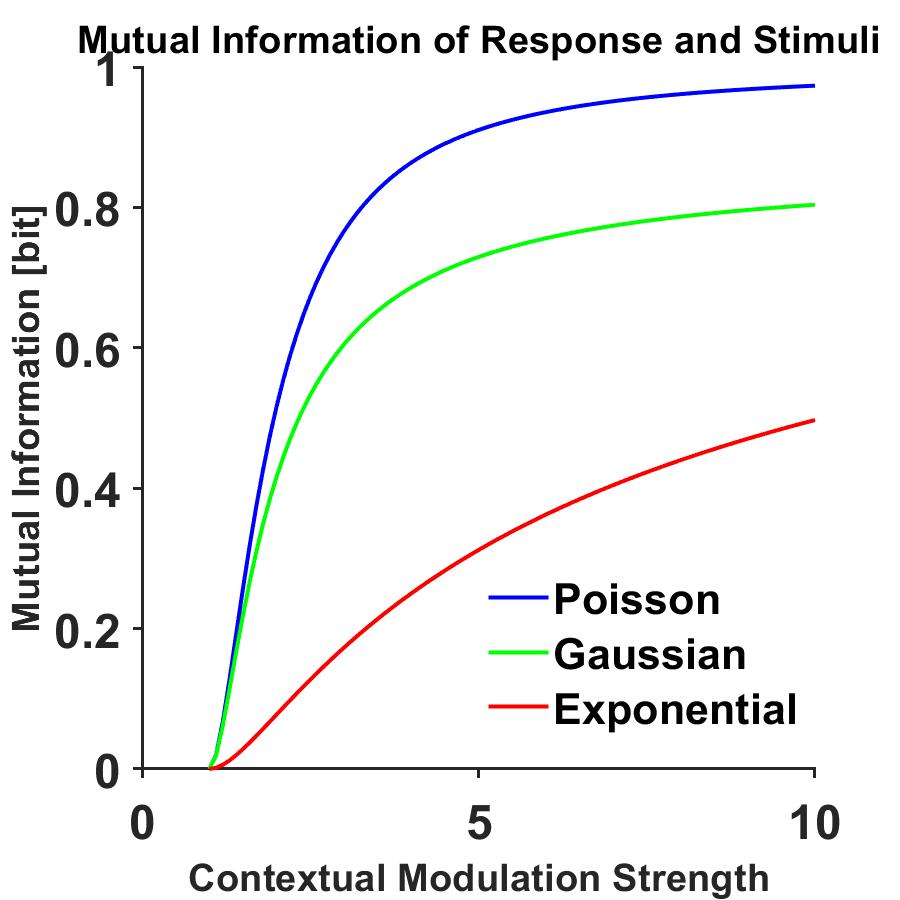 Mutual Information of Response and Stimuli
1
0.8
0.6
0.4
0.2
0
Mutual Information [bit]
Poisson
Gaussian
Exponential
0 5 10
Contextual Modulation Strength